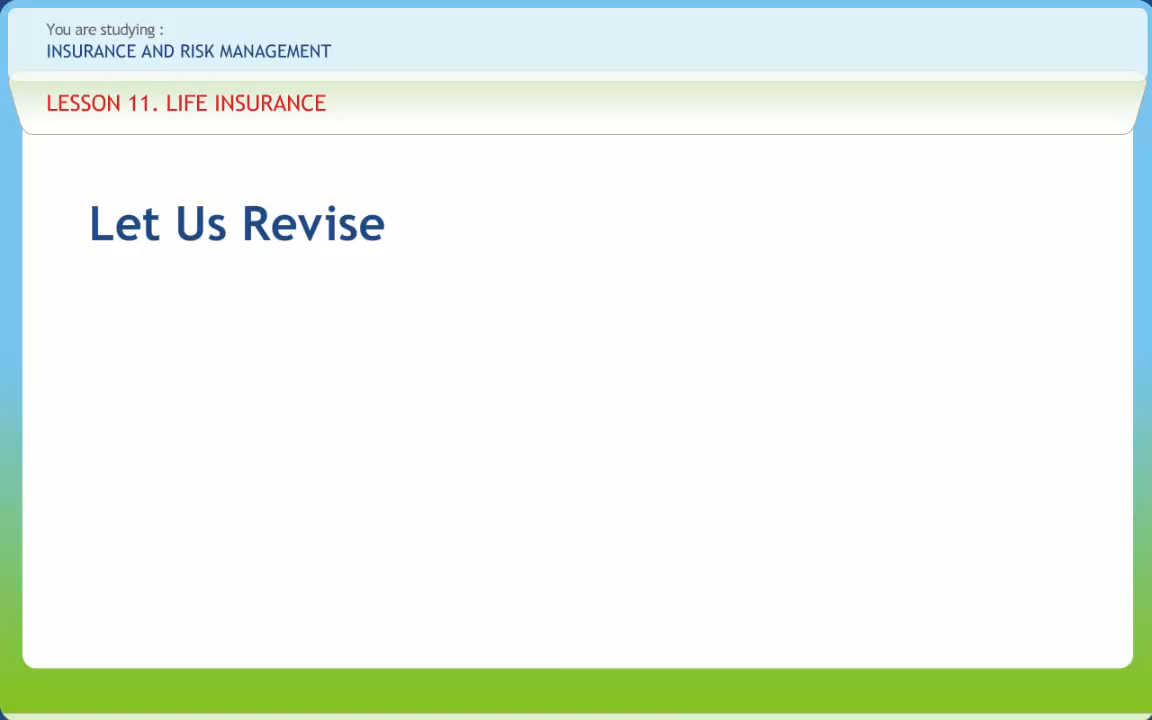 You are studying :
INSURANCE AND RISK MANAGEMENT
LESSON 11. LIFE INSURANCE
Let Us Revise